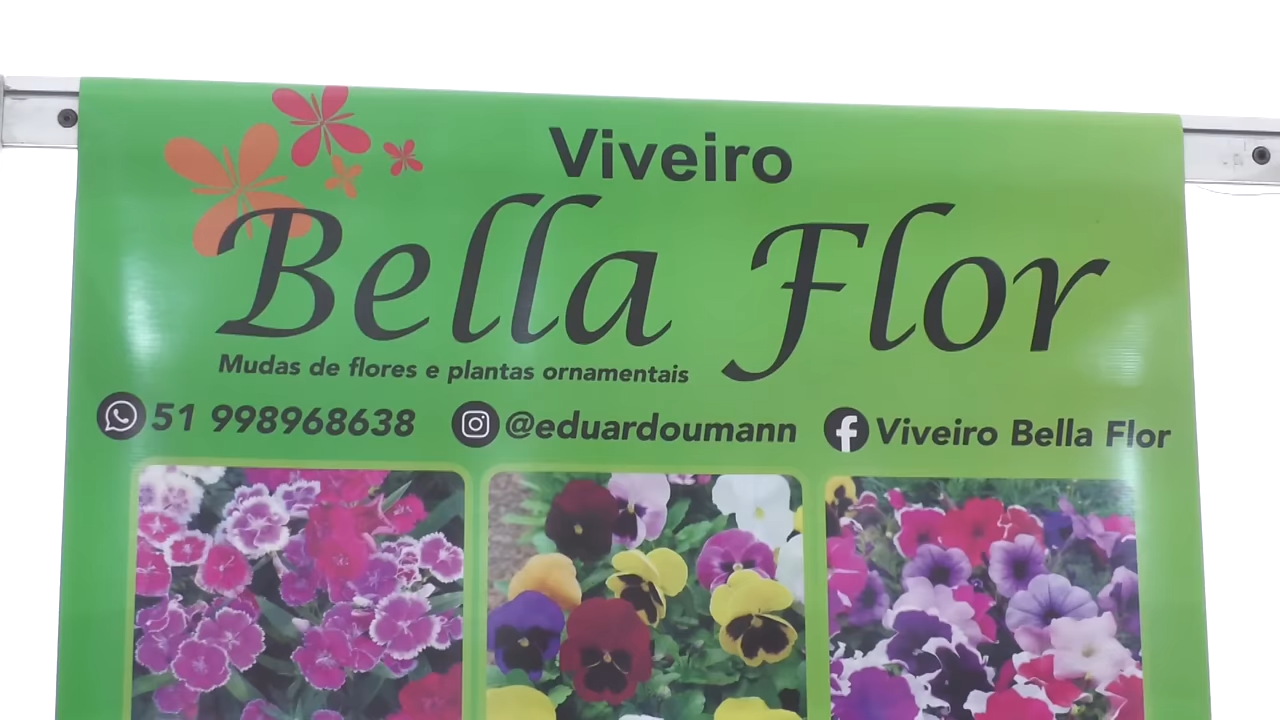 Viveiro
Bella Flor
Mudas de flores e plantas ornamentais
51 998968638 @eduardoumann Viveiro Bella Flor